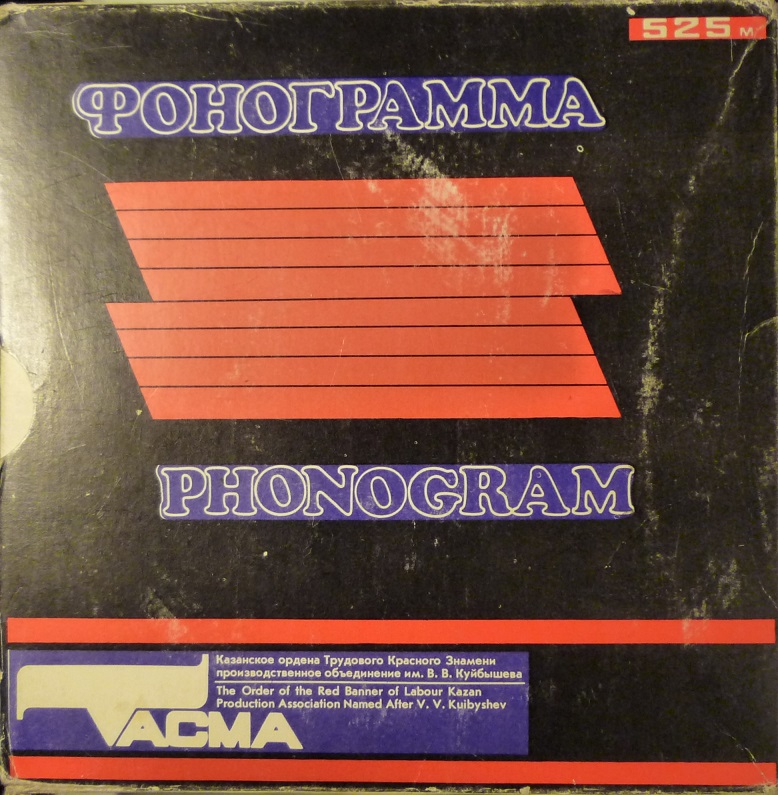 525 м
ФОНОГРАММА
PHONOGRAM
Казанское ордена Трудового Красного Знамени
производственное объединение им. В. В. Куйбышева
The Order of the Red Banner of Labour Kazan
Production Association Named After V. V. Kuibyshev
ТАСМА